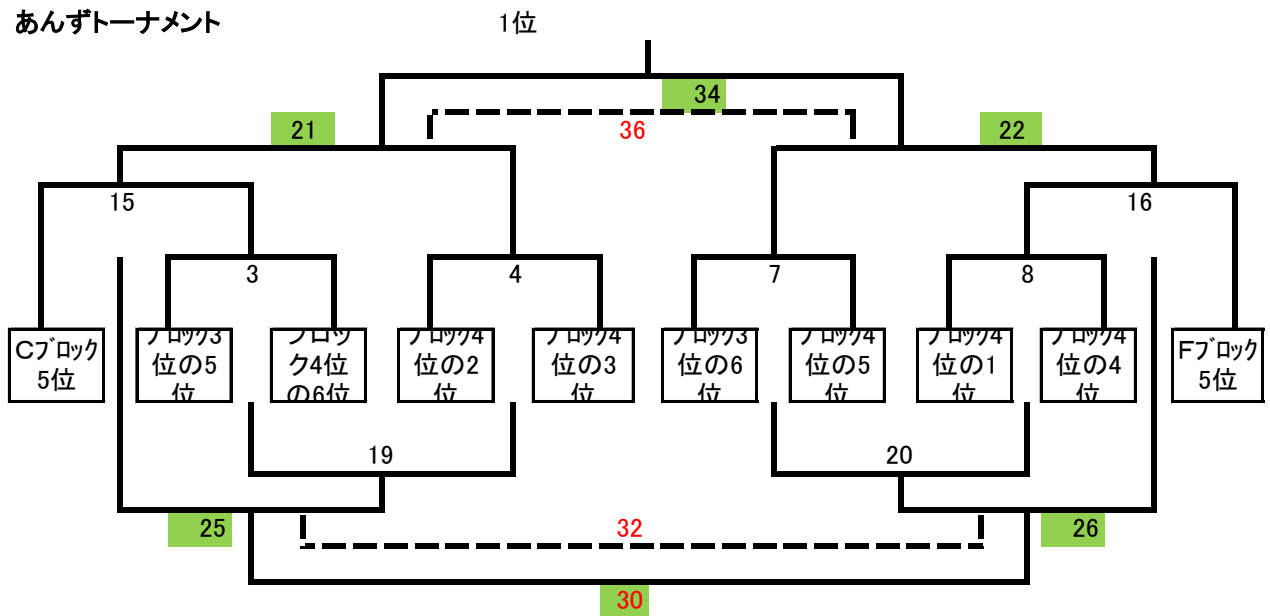 あんずトーナメント
1位
34
21
36
22
15
16
3
4
7
8
Cブロック
5位
ブロック3
位の5
位
ブロッ
ク4位
の6位
ブロック4
位の2
位
ブロック4
位の3
位
ブロック3
位の6
位
ブロック4
位の5
位
ブロック4
位の1
位
ブロック4
位の4
位
Fブロック
5位
19
20
25
32
26
30